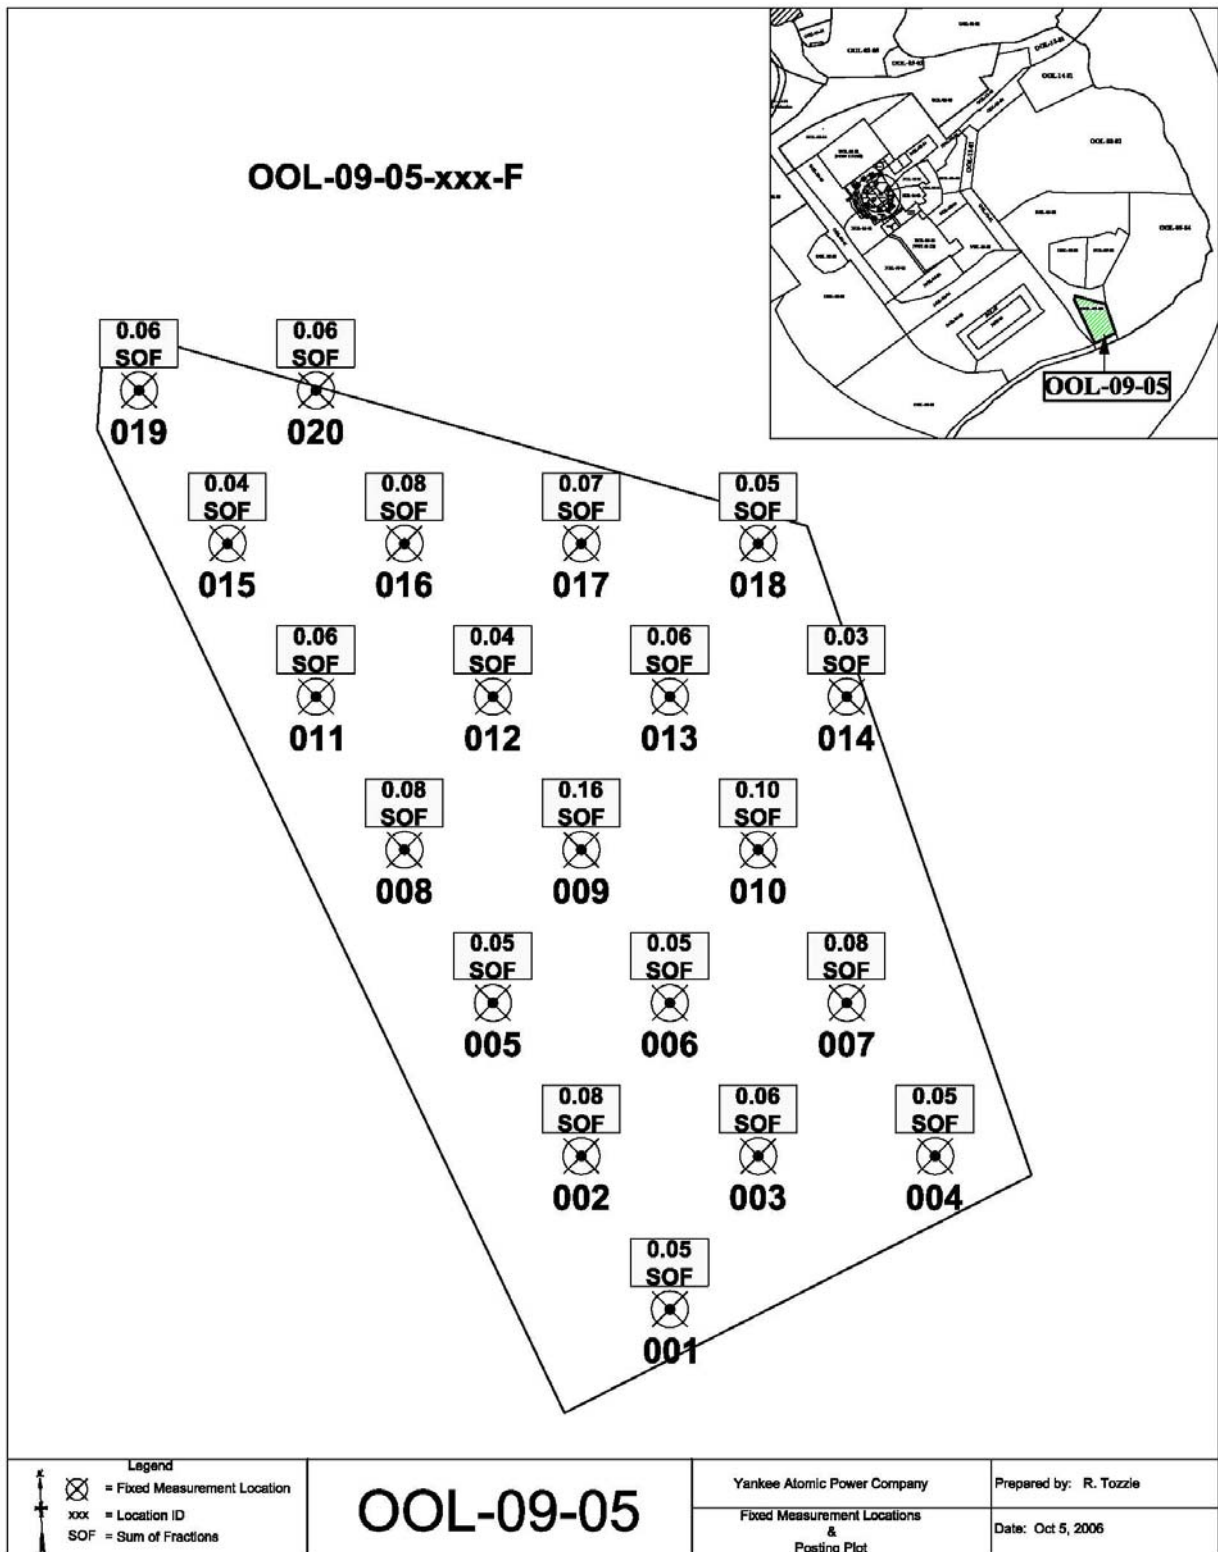 OOL-09-05-xxx-F
OOL-14-01
OOL-09-04
OOL-09-05
0.06
SOF
019
0.06
SOF
020
0.04
SOF
015
0.08
SOF
016
0.07
SOF
017
0.05
SOF
018
0.06
SOF
011
0.04
SOF
012
0.06
SOF
013
0.03
SOF
014
0.08
SOF
008
0.16
SOF
009
0.10
SOF
010
0.05
SOF
005
0.05
SOF
006
0.08
SOF
007
0.08
SOF
002
0.06
SOF
003
0.05
SOF
004
0.05
SOF
001
Legend
= Fixed Measurement Location
xxx = Location ID
SOF = Sum of Fractions
OOL-09-05
Yankee Atomic Power Company
Fixed Measurement Locations
&
Posting Plot
Prepared by: R. Tozzie
Date: Oct 5, 2006